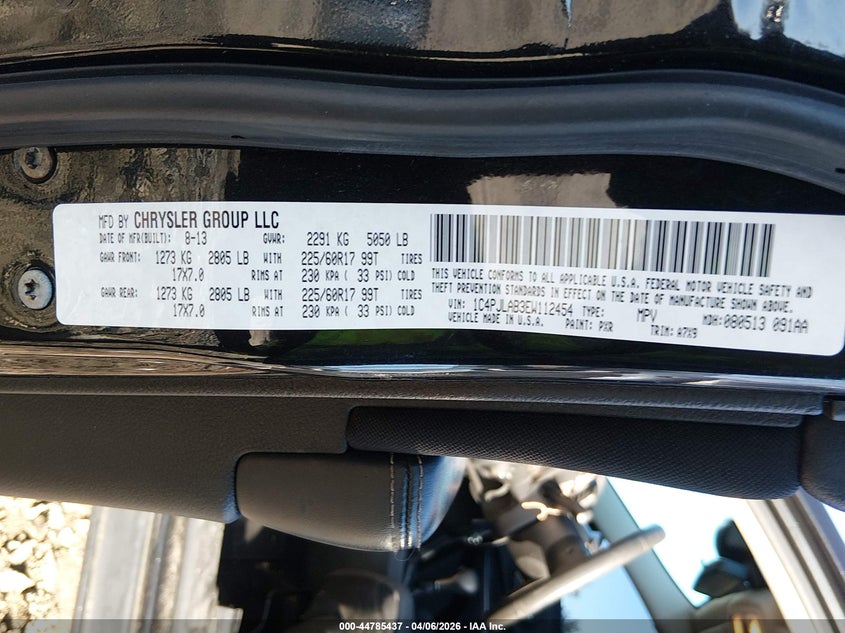 MFD BY CHRYSLER GROUP LLC
DATE OF MFR(BUILT): 8-13 GVWR: 2291 KG 5050 LB
GAWR FRONT: 1273 KG 2805 LB WITH 225/60R17 99T
17X7.0 RIMS AT 230 KPA ( 33 PSI) COLD
GAWR REAR: 1273 KG 2805 LB WITH 225/60R17 99T
17X7.0 RIMS AT 230 KPA ( 33 PSI) COLD
THIS VEHICLE CONFORMS TO ALL APPLICABLE U.S.A. FEDERAL MOTOR VEHICLE SAFETY AND
THEFT PREVENTION STANDARDS IN EFFECT ON THE DATE OF MANUFACTURE SHOWN ABOVE.
VIN: 1C4PJLAB3EW112454 TYPE: MPV MDH: 080513 091AA
VEHICLE MADE IN U.S.A. PAINT: PXR TRIM: A7X9
000-44785437 - 04/06/2026 - IAA Inc.